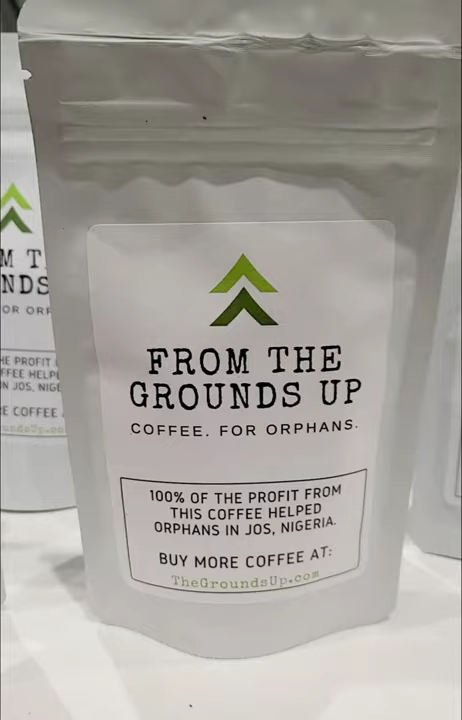 FROM THE
GROUNDS UP
COFFEE. FOR ORPHANS.
100% OF THE PROFIT FROM
THIS COFFEE HELPED
ORPHANS IN JOS, NIGERIA.
BUY MORE COFFEE AT:
TheGroundsUp.com